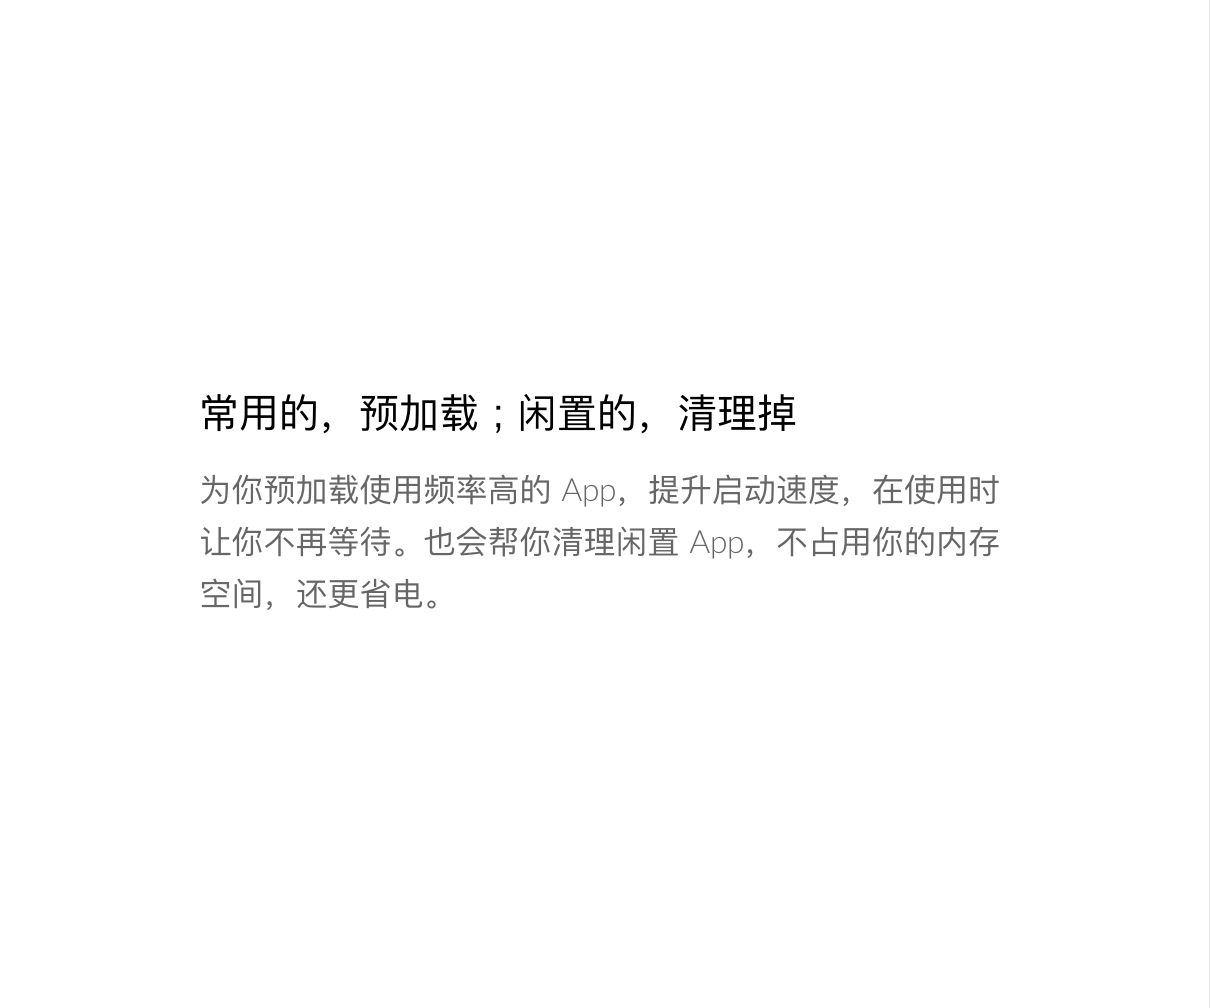 常用的，预加载；闲置的，清理掉
为你预加载使用频率高的 App，提升启动速度，在使用时
让你不再等待。也会帮你清理闲置 App，不占用你的内存
空间，还更省电。